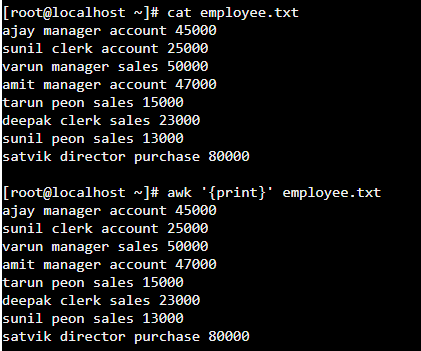 [root@localhost ~]# cat employee.txt
ajay manager account 45000
sunil clerk account 25000
varun manager sales 50000
amit manager account 47000
tarun peon sales 15000
deepak clerk sales 23000
sunil peon sales 13000
satvik director purchase 80000
[root@localhost ~]# awk '{print}' employee.txt
ajay manager account 45000
sunil clerk account 25000
varun manager sales 50000
amit manager account 47000
tarun peon sales 15000
deepak clerk sales 23000
sunil peon sales 13000
satvik director purchase 80000